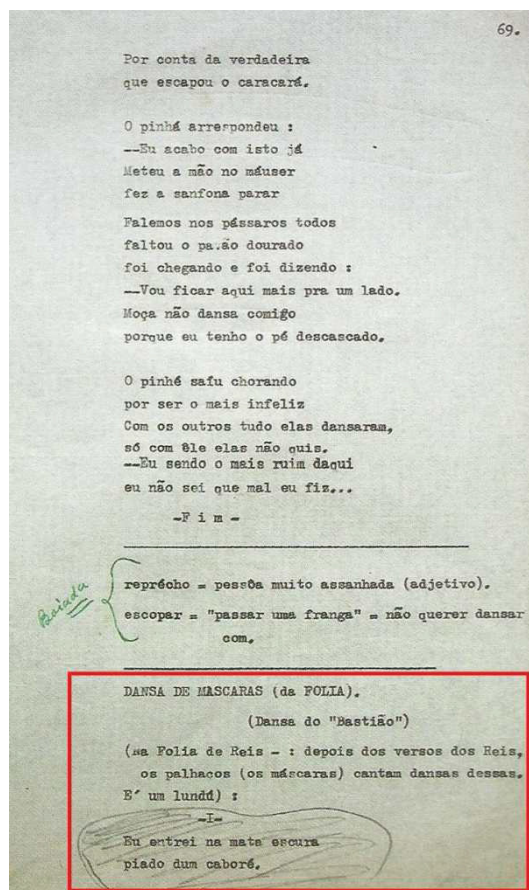 69.
Por conta da verdadeira
que escapou o caracará.
O pinhé arrespondeu :
--Eu acabo com isto já
Meteu a mão no máuser
fez a sanfona parar
Falemos nos pássaros todos
faltou o pa.ão dourado
foi chegando e foi dizendo :
--Vou ficar aqui mais pra um lado.
Moça não dansa comigo
porque eu tenho o pé descascado.
O pinhé saíu chorando
por ser o mais infeliz
Com os outros tudo elas dansaram,
só com êle elas não quis.
--Eu sendo o mais ruim daqui
eu não sei que mal eu fiz...
-F i m -
Boiada
reprécho = pessôa muito assanhada (adjetivo).
escopar = "passar uma franga" = não querer dansar
com.
DANSA DE MASCARAS (da FOLIA).
(Dansa do "Bastião")
(na Folia de Reis - : depois dos versos dos Reis,
os palhacos (os máscaras) cantam dansas dessas.
E´ um lundú) :
-I-
Eu entrei na mata escura
piado dum caboré.